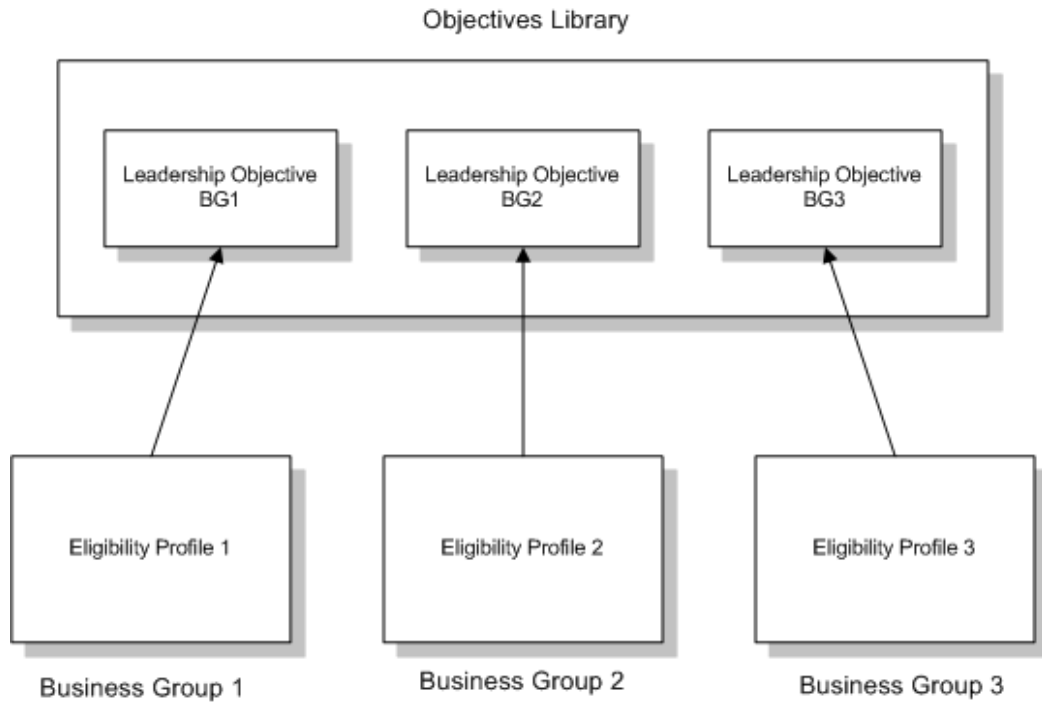 Objectives Library
Leadership Objective
BG1
Leadership Objective
BG2
Leadership Objective
BG3
Eligibility Profile 1
Eligibility Profile 2
Eligibility Profile 3
Business Group 1
Business Group 2
Business Group 3